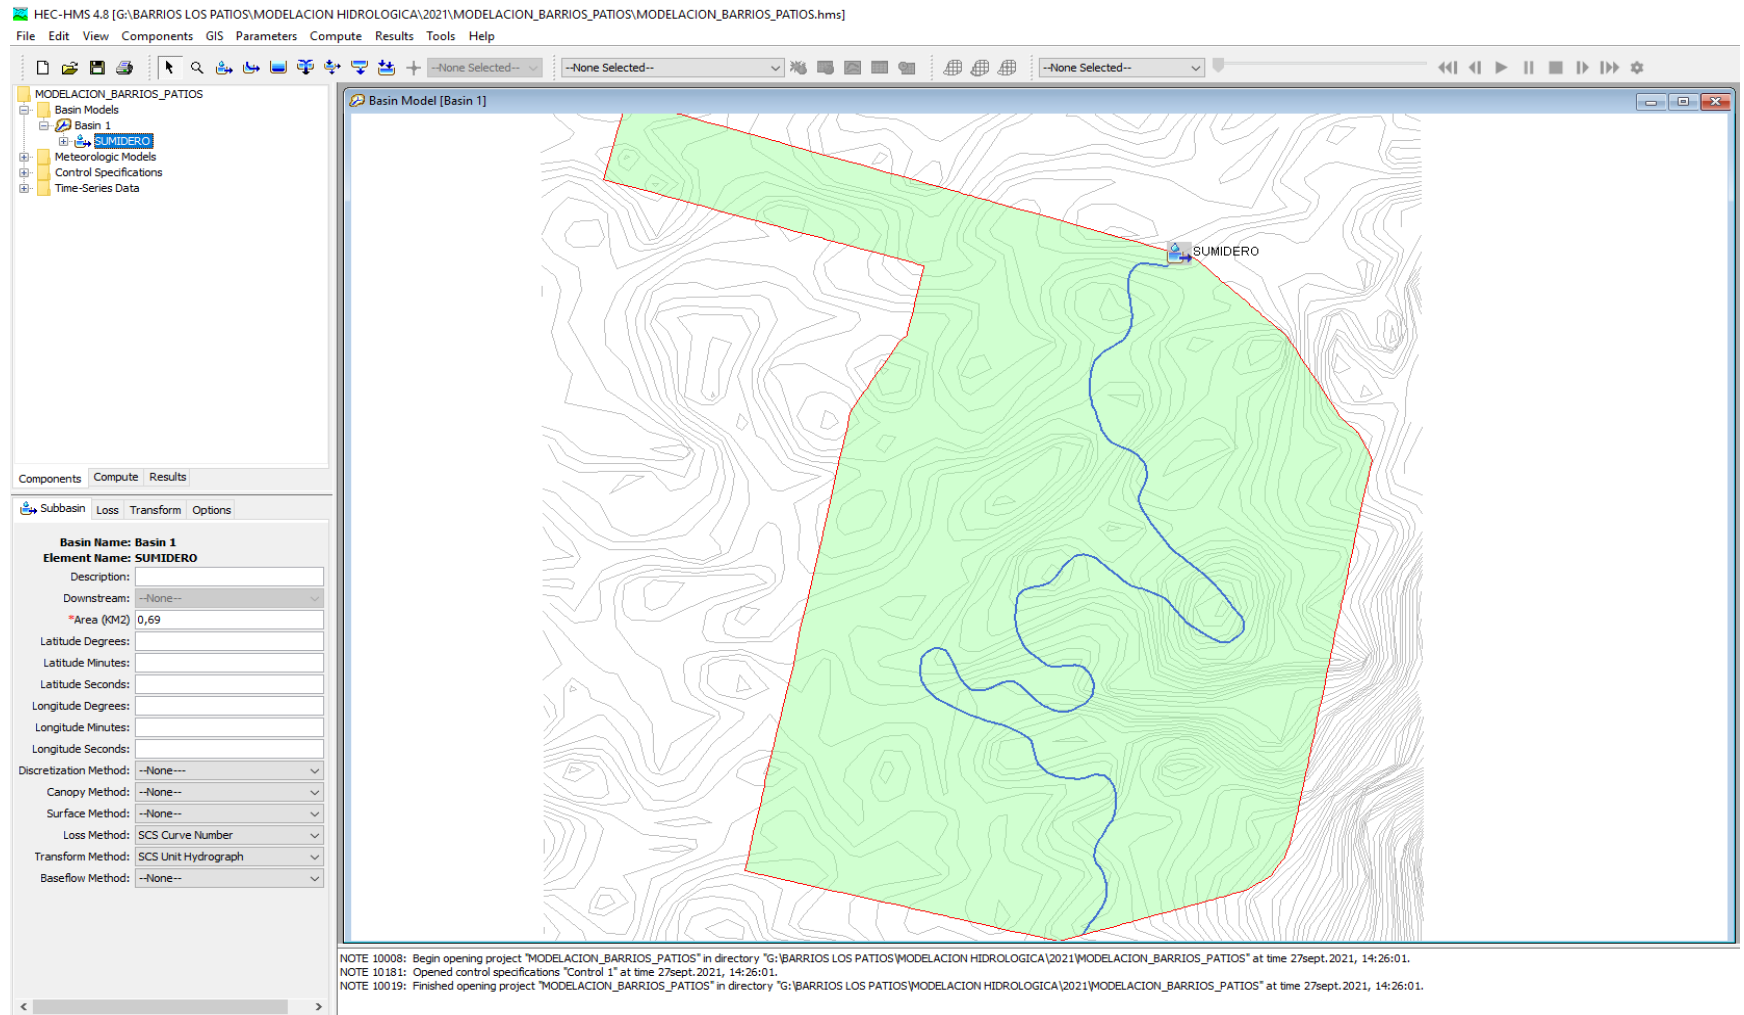 HEC-HMS 4.8 [G:\BARRIOS LOS PATIOS\MODELACION HIDROLOGICA\2021\MODELACION_BARRIOS_PATIOS\MODELACION_BARRIOS_PATIOS.hms]
File Edit View Components GIS Parameters Compute Results Tools Help
--None Selected-- --None Selected-- --None Selected--
MODELACION_BARRIOS_PATIOS
Basin Models
Basin 1
SUMIDERO
Meteorologic Models
Control Specifications
Time-Series Data
Components Compute Results
Subbasin Loss Transform Options
Basin Name: Basin 1
Element Name: SUMIDERO
Description:
Downstream: --None--
*Area (KM2) 0,69
Latitude Degrees:
Latitude Minutes:
Latitude Seconds:
Longitude Degrees:
Longitude Minutes:
Longitude Seconds:
Discretization Method: --None---
Canopy Method: --None--
Surface Method: --None--
Loss Method: SCS Curve Number
Transform Method: SCS Unit Hydrograph
Baseflow Method: --None--
Basin Model [Basin 1]
SUMIDERO
NOTE 10008: Begin opening project "MODELACION_BARRIOS_PATIOS" in directory "G:\BARRIOS LOS PATIOS\MODELACION HIDROLOGICA\2021\MODELACION_BARRIOS_PATIOS" at time 27sept.2021, 14:26:01.
NOTE 10181: Opened control specifications "Control 1" at time 27sept.2021, 14:26:01.
NOTE 10019: Finished opening project "MODELACION_BARRIOS_PATIOS" in directory "G:\BARRIOS LOS PATIOS\MODELACION HIDROLOGICA\2021\MODELACION_BARRIOS_PATIOS" at time 27sept.2021, 14:26:01.